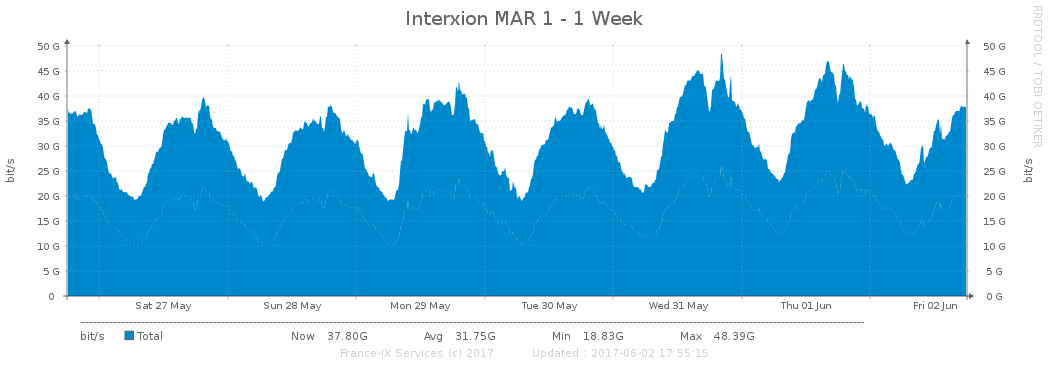 Interxion MAR 1 - 1 Week
RRDTOOL / TOBI OETIKER
50 G 50 G
45 G 45 G
40 G 40 G
35 G 35 G
30 G 30 G
25 G 25 G
20 G 20 G
15 G 15 G
10 G 10 G
5 G 5 G
0 0 G
bit/s bit/s
Sat 27 May Sun 28 May Mon 29 May Tue 30 May Wed 31 May Thu 01 Jun Fri 02 Jun
bit/s Total Now 37.80G Avg 31.75G Min 18.83G Max 48.39G
France-IX Services (c) 2017 Updated : 2017-06-02 17:55:15